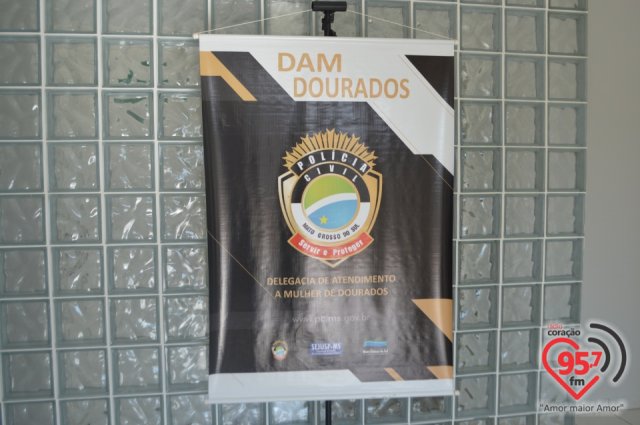 DAM
DOURADOS
POLÍCIA
CIVIL
MATO GROSSO DO SUL
Servir e Proteger
DELEGACIA DE ATENDIMENTO
A MULHER DE DOURADOS
www.pc.ms.gov.br
SEJUSP-MS
coração
95.7
fm
"Amor maior Amor"